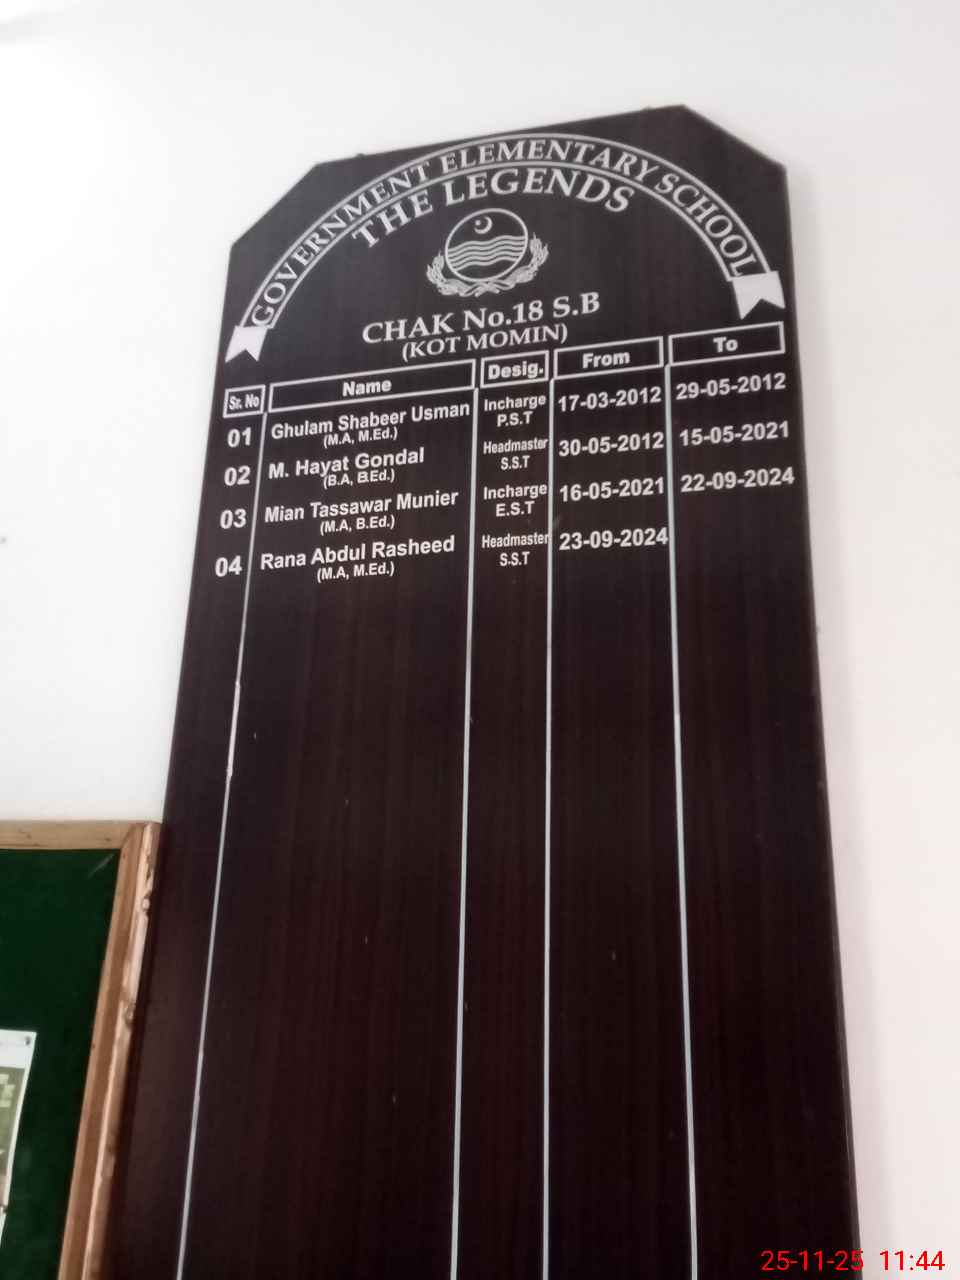 GOVERNMENT ELEMENTARY SCHOOL
THE LEGENDS
CHAK No.18 S.B
(KOT MOMIN)
Sr. No Name Desig. From To
01 Ghulam Shabeer Usman Incharge 17-03-2012 29-05-2012
(M.A, M.Ed.) P.S.T
02 M. Hayat Gondal Headmaster 30-05-2012 15-05-2021
(B.A, B.Ed.) S.S.T
03 Mian Tassawar Munier Incharge 16-05-2021 22-09-2024
(M.A, B.Ed.) E.S.T
04 Rana Abdul Rasheed Headmaster 23-09-2024
(M.A, M.Ed.) S.S.T
25-11-25 11:44